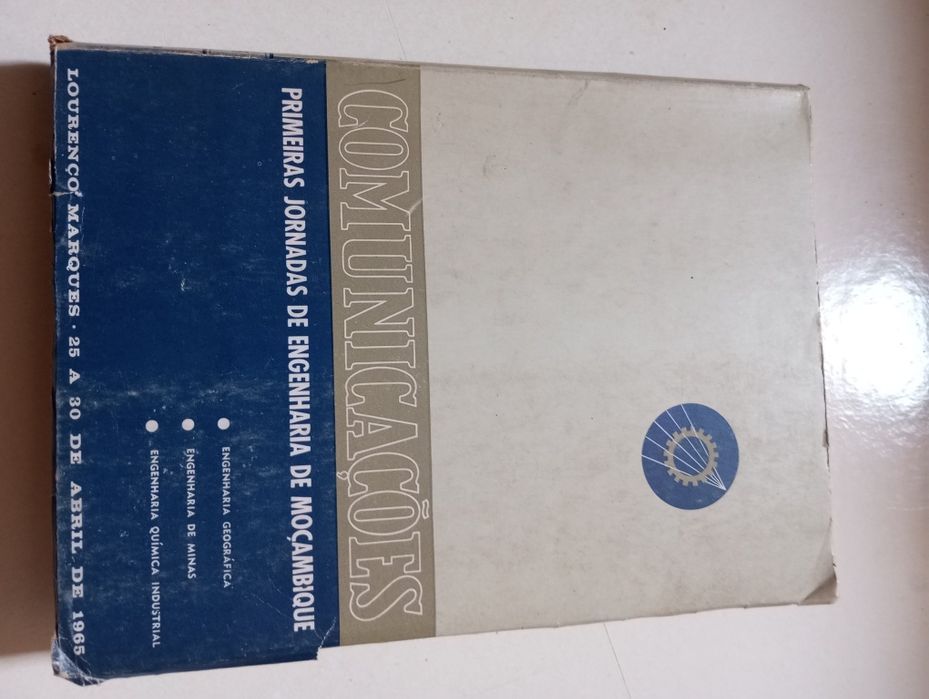 COMUNICAÇÕES
PRIMEIRAS JORNADAS DE ENGENHARIA DE MOÇAMBIQUE
ENGENHARIA GEOGRÁFICA
ENGENHARIA DE MINAS
ENGENHARIA QUÍMICA INDUSTRIAL
LOURENÇO MARQUES · 25 A 30 DE ABRIL DE 1965